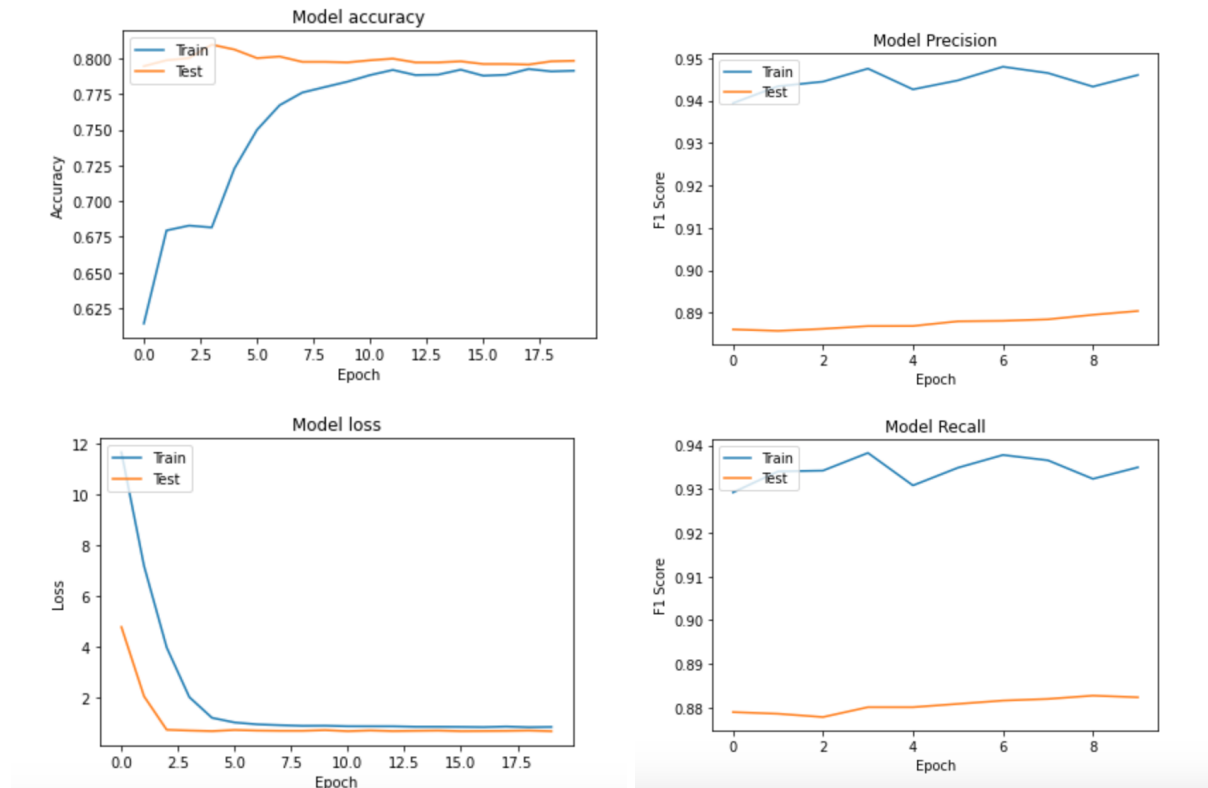 Model accuracy
Train
Test
0.800
0.775
0.750
0.725
0.700
0.675
0.650
0.625
Accuracy
0.0 2.5 5.0 7.5 10.0 12.5 15.0 17.5
Epoch
Model Precision
Train
Test
0.95
0.94
0.93
0.92
0.91
0.90
0.89
F1 Score
0 2 4 6 8
Epoch
Model loss
Train
Test
12
10
8
6
4
2
Loss
0.0 2.5 5.0 7.5 10.0 12.5 15.0 17.5
Epoch
Model Recall
Train
Test
0.94
0.93
0.92
0.91
0.90
0.89
0.88
F1 Score
0 2 4 6 8
Epoch